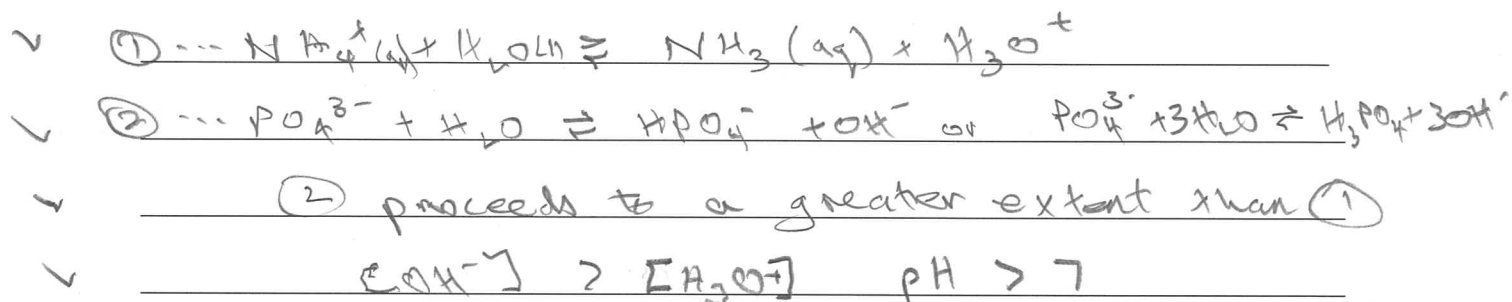 ✓ ① ... NH₄⁺(aq) + H₂O(l) ⇌ NH₃(aq) + H₃O⁺
✓ ② ... PO₄³⁻ + H₂O ⇌ HPO₄⁻ + OH⁻ or PO₄³⁻ + 3H₂O ⇌ H₃PO₄ + 3OH⁻
✓ ② proceeds to a greater extent than ①
✓ [OH⁻] > [H₃O⁺] pH > 7